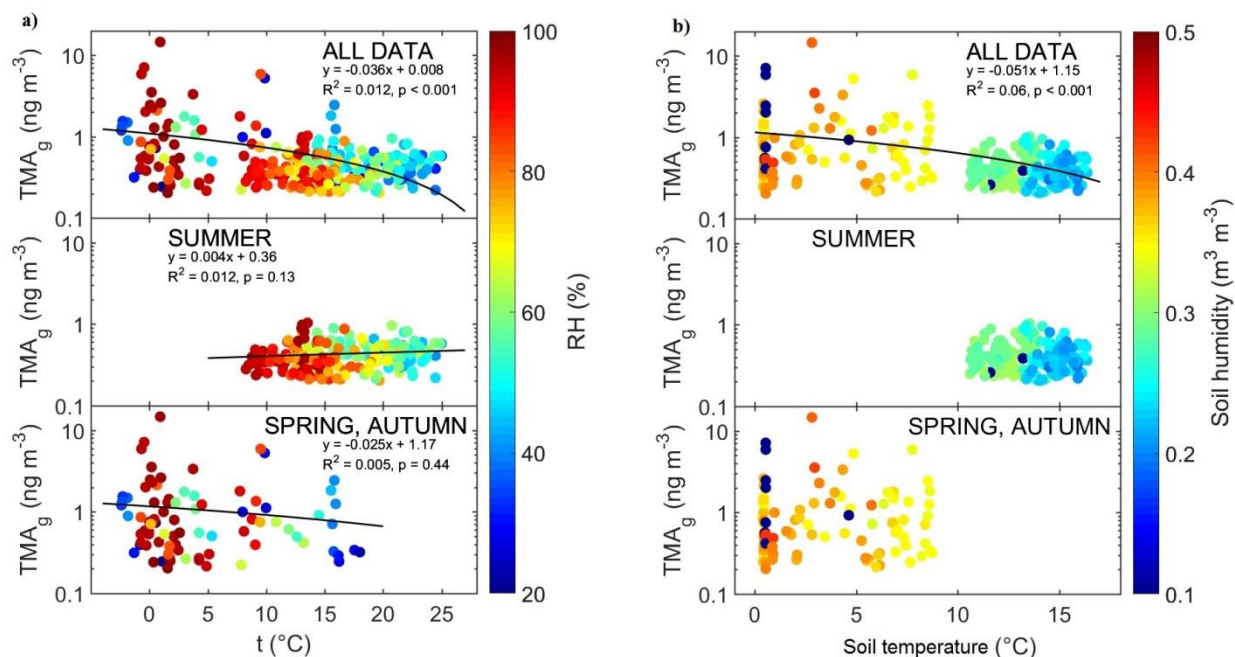 a)
ALL DATA
y = -0.036x + 0.008
R² = 0.012, p < 0.001
TMAg (ng m⁻³)
10
1
0.1
SUMMER
y = 0.004x + 0.36
R² = 0.012, p = 0.13
TMAg (ng m⁻³)
10
1
0.1
SPRING, AUTUMN
y = -0.025x + 1.17
R² = 0.005, p = 0.44
TMAg (ng m⁻³)
10
1
0.1
0 5 10 15 20 25
t (°C)
100
80
60
40
20
RH (%)
b)
ALL DATA
y = -0.051x + 1.15
R² = 0.06, p < 0.001
TMAg (ng m⁻³)
10
1
0.1
SUMMER
TMAg (ng m⁻³)
10
1
0.1
SPRING, AUTUMN
TMAg (ng m⁻³)
10
1
0.1
0 5 10 15
Soil temperature (°C)
0.5
0.4
0.3
0.2
0.1
Soil humidity (m³ m⁻³)